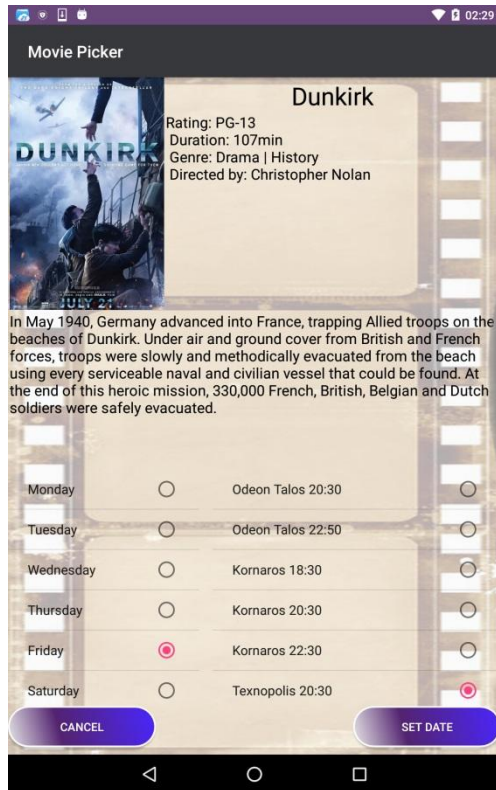 02:29
Movie Picker
Dunkirk
DUNKIRK
JULY 21
Rating: PG-13
Duration: 107min
Genre: Drama | History
Directed by: Christopher Nolan
In May 1940, Germany advanced into France, trapping Allied troops on the
beaches of Dunkirk. Under air and ground cover from British and French
forces, troops were slowly and methodically evacuated from the beach
using every serviceable naval and civilian vessel that could be found. At
the end of this heroic mission, 330,000 French, British, Belgian and Dutch
soldiers were safely evacuated.
Monday Odeon Talos 20:30
Tuesday Odeon Talos 22:50
Wednesday Kornaros 18:30
Thursday Kornaros 20:30
Friday Kornaros 22:30
Saturday Texnopolis 20:30
CANCEL SET DATE